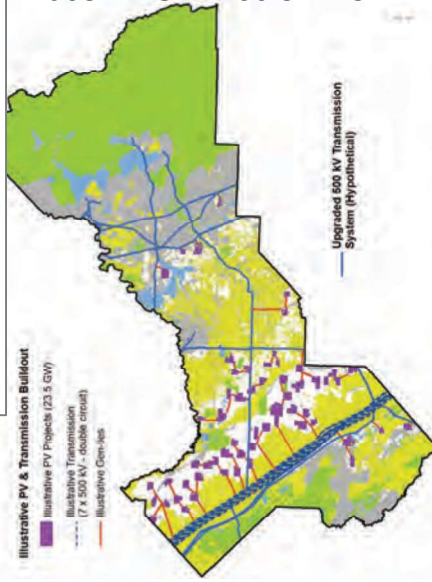 Illustrative PV & Transmission Buildout
Illustrative PV Projects (23 5 GW)
Illustrative Transmission
(7 x 500 kV - double circuit)
Illustrative Gen-ties
Upgraded 500 kV Transmission
System (Hypothetical)